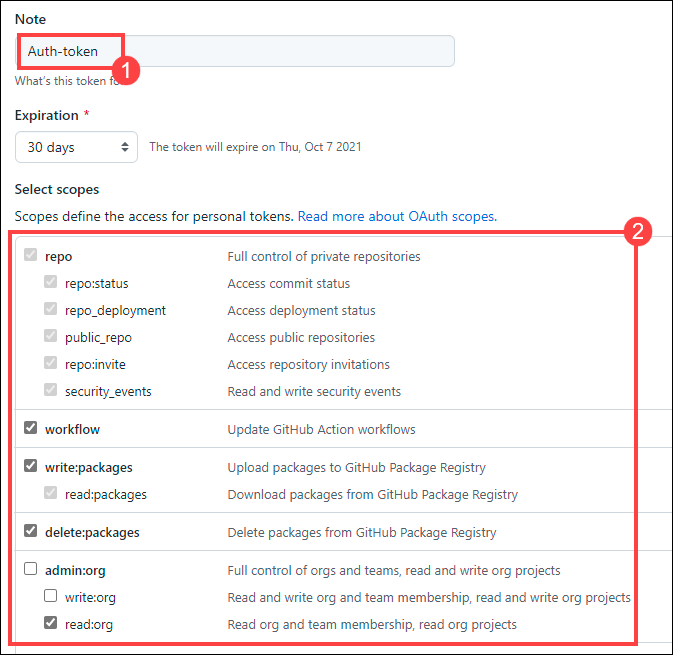 Note
Auth-token
1
What's this token fo
Expiration *
30 days The token will expire on Thu, Oct 7 2021
Select scopes
Scopes define the access for personal tokens. Read more about OAuth scopes.
2
repo Full control of private repositories
repo:status Access commit status
repo_deployment Access deployment status
public_repo Access public repositories
repo:invite Access repository invitations
security_events Read and write security events
workflow Update GitHub Action workflows
write:packages Upload packages to GitHub Package Registry
read:packages Download packages from GitHub Package Registry
delete:packages Delete packages from GitHub Package Registry
admin:org Full control of orgs and teams, read and write org projects
write:org Read and write org and team membership, read and write org projects
read:org Read org and team membership, read org projects